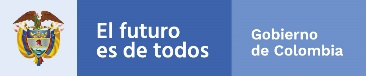 El futuro
es de todos
Gobierno
de Colombia